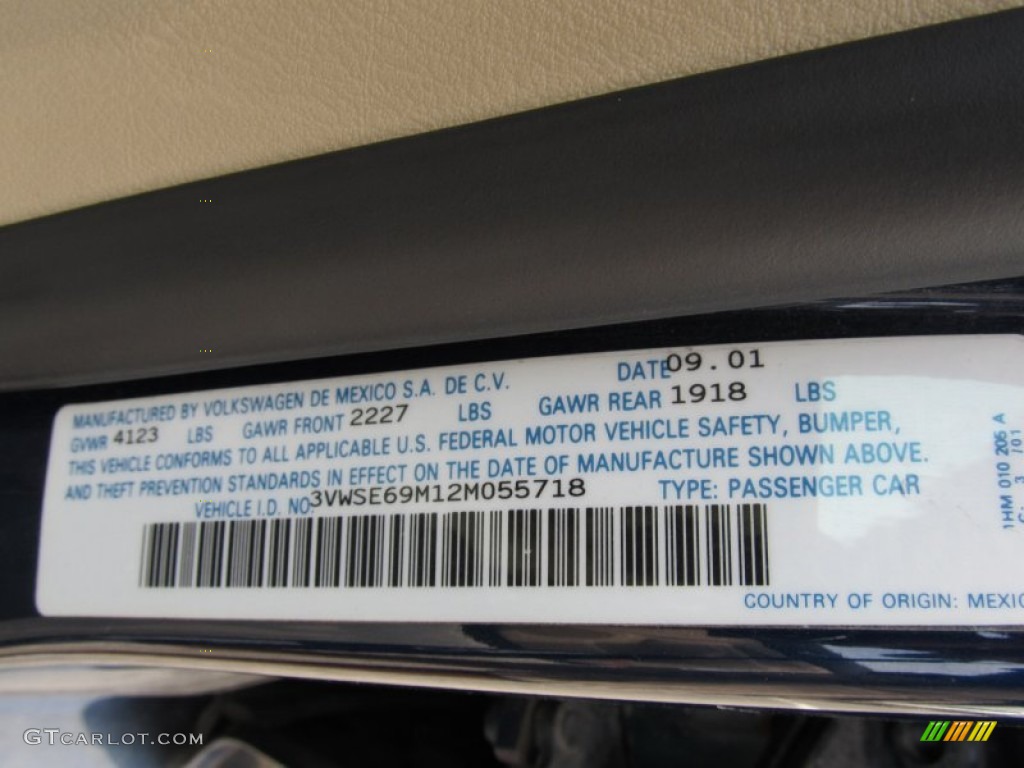 MANUFACTURED BY VOLKSWAGEN DE MEXICO S.A. DE C.V. DATE 09.01
GVWR 4123 LBS GAWR FRONT 2227 LBS GAWR REAR 1918 LBS
THIS VEHICLE CONFORMS TO ALL APPLICABLE U.S. FEDERAL MOTOR VEHICLE SAFETY, BUMPER,
AND THEFT PREVENTION STANDARDS IN EFFECT ON THE DATE OF MANUFACTURE SHOWN ABOVE.
VEHICLE I.D. NO: 3VWSE69M12M055718 TYPE: PASSENGER CAR
COUNTRY OF ORIGIN: MEXIC
1HM 010 205 A
GTCARLOT.COM